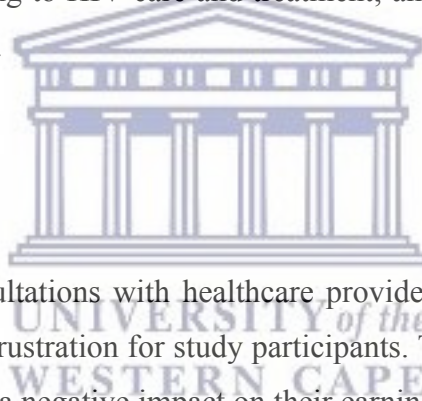 g to HIV care and treatment, an
ultations with healthcare provide
UNIVERSITY of the
rustration for study participants. T
WESTERN CAPE
a negative impact on their earnin